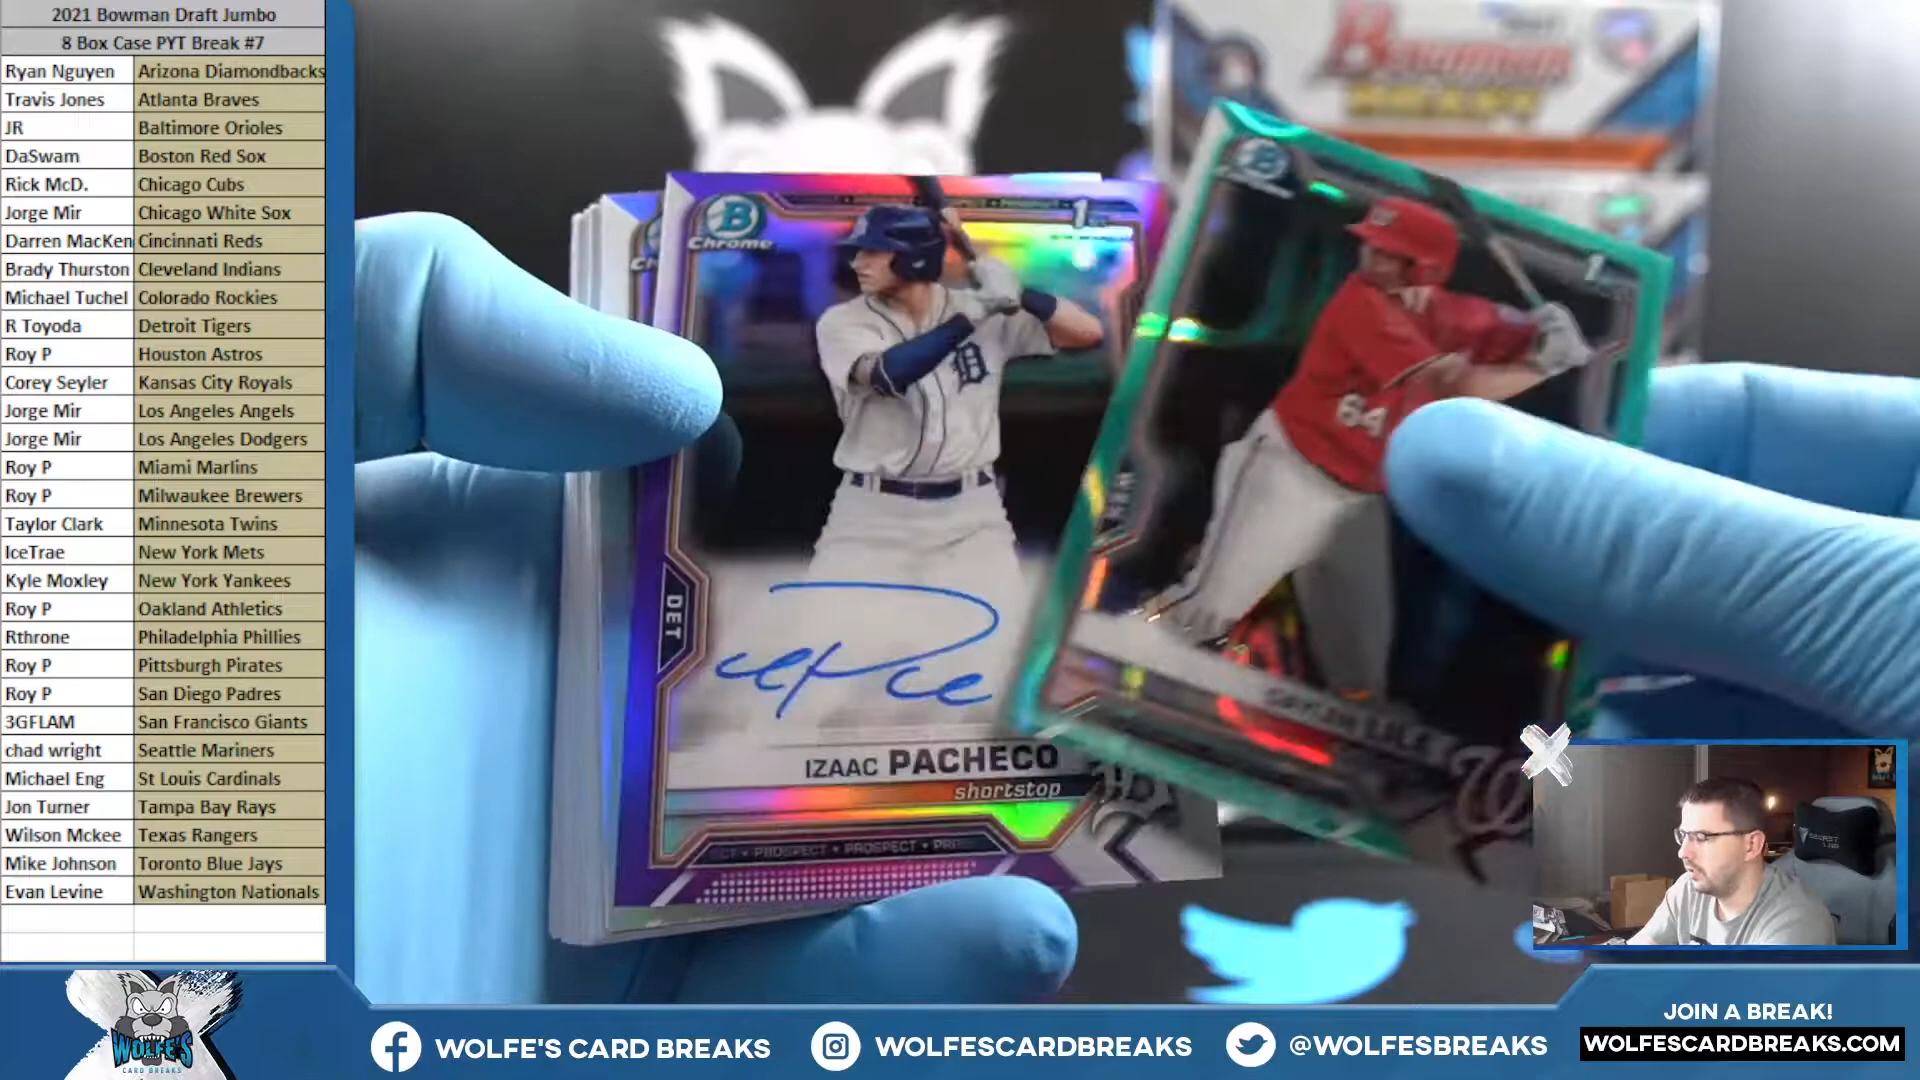 2021 Bowman Draft Jumbo
8 Box Case PYT Break #7
Ryan Nguyen Arizona Diamondbacks
Travis Jones Atlanta Braves
JR Baltimore Orioles
DaSwam Boston Red Sox
Rick McD. Chicago Cubs
Jorge Mir Chicago White Sox
Darren MacKen Cincinnati Reds
Brady Thurston Cleveland Indians
Michael Tuchel Colorado Rockies
R Toyoda Detroit Tigers
Roy P Houston Astros
Corey Seyler Kansas City Royals
Jorge Mir Los Angeles Angels
Jorge Mir Los Angeles Dodgers
Roy P Miami Marlins
Roy P Milwaukee Brewers
Taylor Clark Minnesota Twins
IceTrae New York Mets
Kyle Moxley New York Yankees
Roy P Oakland Athletics
Rthrone Philadelphia Phillies
Roy P Pittsburgh Pirates
Roy P San Diego Padres
3GFLAM San Francisco Giants
chad wright Seattle Mariners
Michael Eng St Louis Cardinals
Jon Turner Tampa Bay Rays
Wilson Mckee Texas Rangers
Mike Johnson Toronto Blue Jays
Evan Levine Washington Nationals
Bowman
B
Chrome
1st
D
DET
IZAAC PACHECO
shortstop
PROSPECT • PROSPECT
64
W
WOLFE'S
CARD BREAKS
WOLFE'S CARD BREAKS
WOLFESCARDBREAKS
@WOLFESBREAKS
JOIN A BREAK!
WOLFESCARDBREAKS.COM